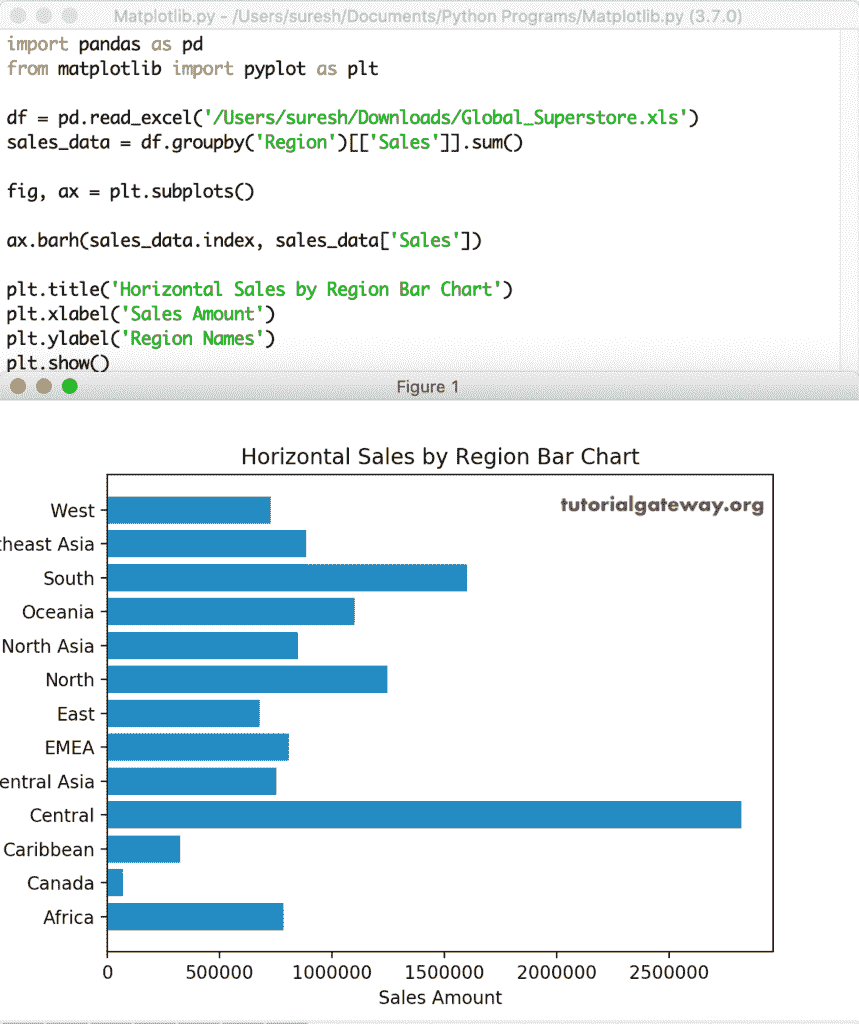 Matplotlib.py - /Users/suresh/Documents/Python Programs/Matplotlib.py (3.7.0)
import pandas as pd
from matplotlib import pyplot as plt
df = pd.read_excel('/Users/suresh/Downloads/Global_Superstore.xls')
sales_data = df.groupby('Region')[['Sales']].sum()
fig, ax = plt.subplots()
ax.barh(sales_data.index, sales_data['Sales'])
plt.title('Horizontal Sales by Region Bar Chart')
plt.xlabel('Sales Amount')
plt.ylabel('Region Names')
plt.show()
Figure 1
Horizontal Sales by Region Bar Chart
tutorialgateway.org
West
theast Asia
South
Oceania
North Asia
North
East
EMEA
entral Asia
Central
Caribbean
Canada
Africa
0 500000 1000000 1500000 2000000 2500000
Sales Amount